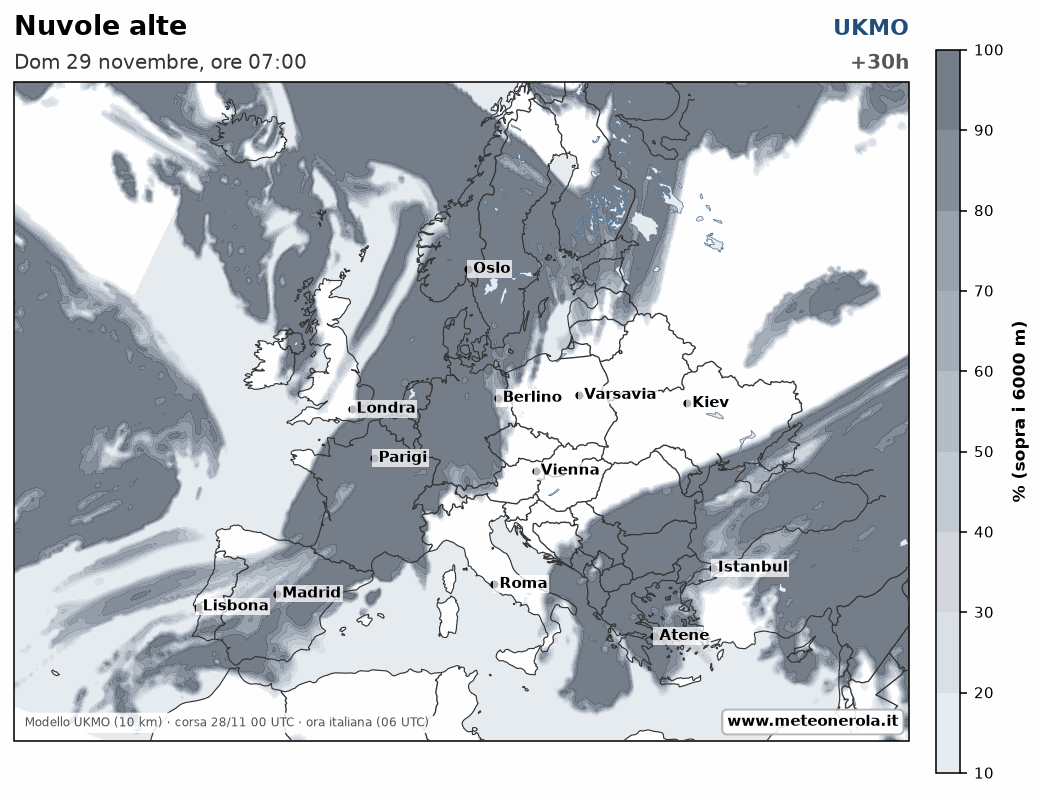 Nuvole alte
UKMO
Dom 29 novembre, ore 07:00
+30h
100
90
80
70
60
50
40
30
20
10
% (sopra i 6000 m)
Oslo
Londra
Berlino
Varsavia
Kiev
Parigi
Vienna
Istanbul
Roma
Madrid
Lisbona
Atene
Modello UKMO (10 km) · corsa 28/11 00 UTC · ora italiana (06 UTC)
www.meteonerola.it